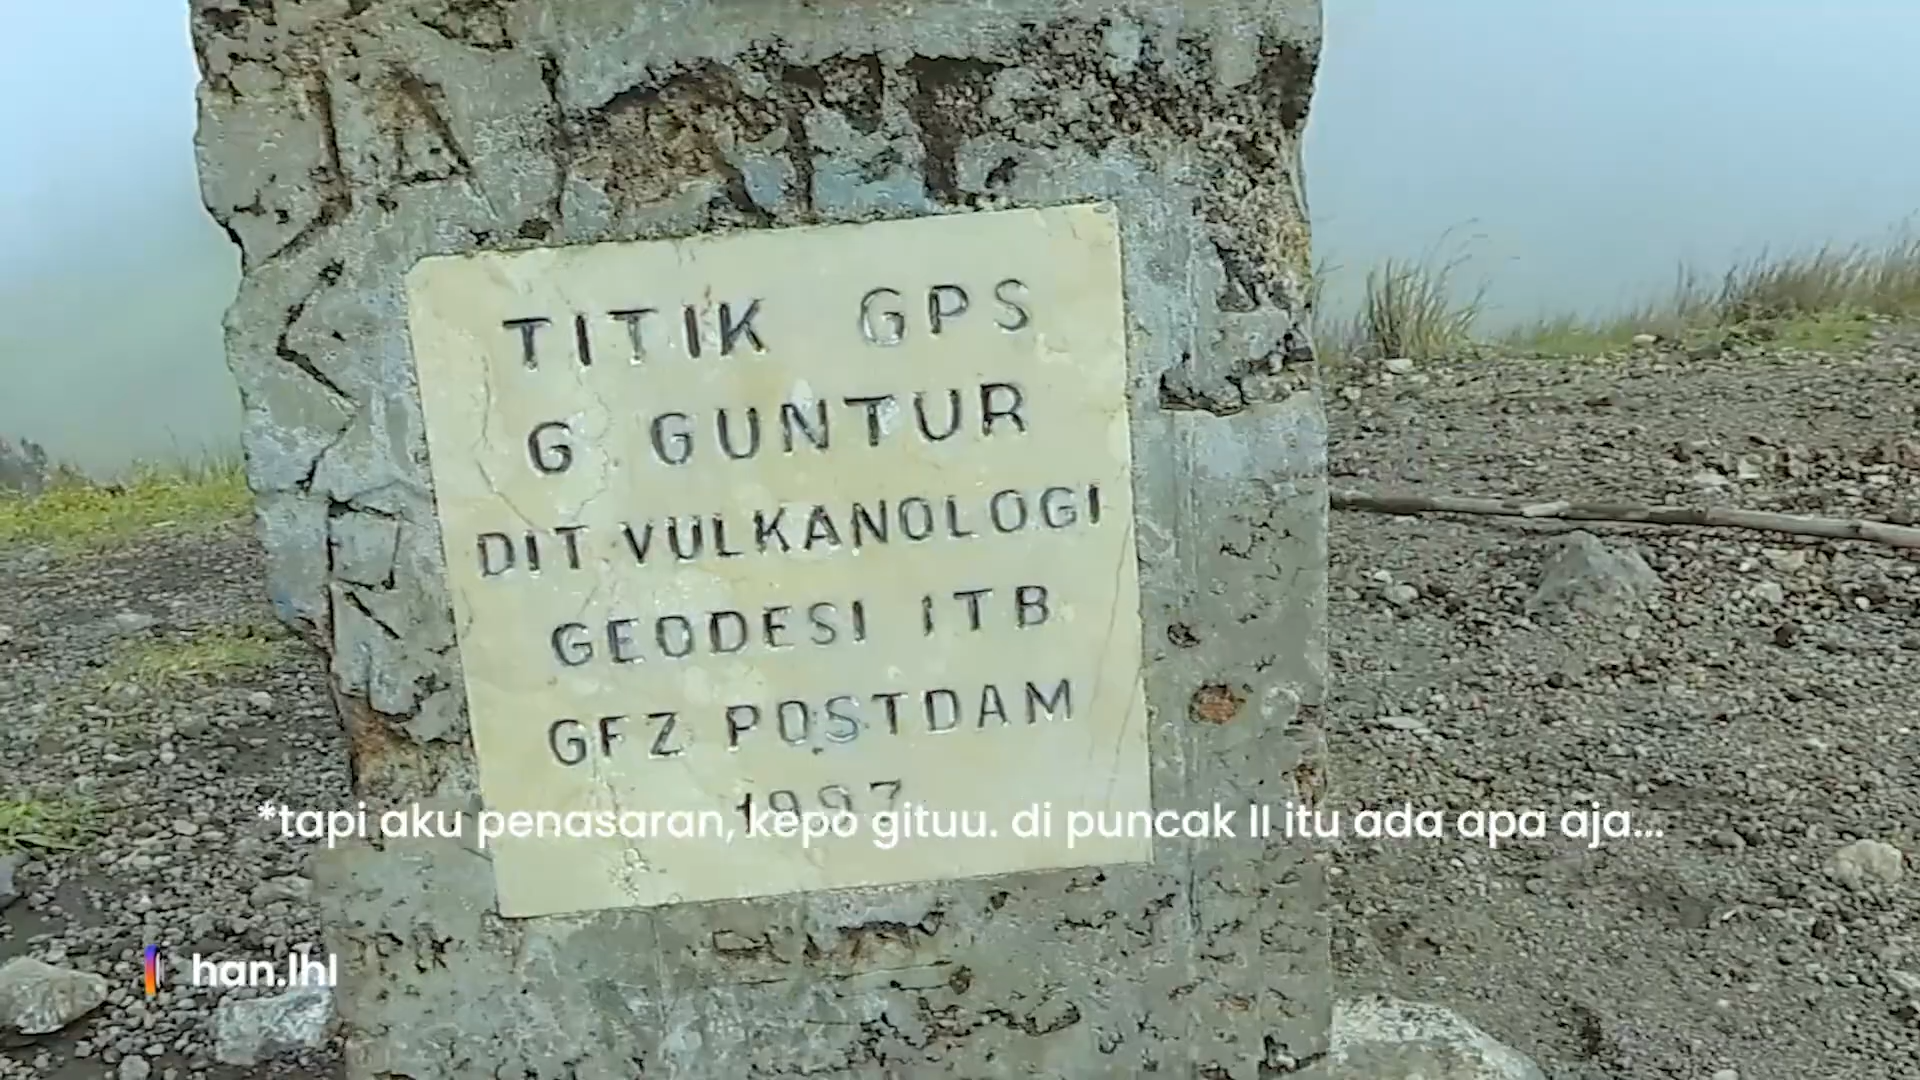 TITIK GPS
G GUNTUR
DIT VULKANOLOGI
GEODESI ITB
GFZ POSTDAM
1997
*tapi aku penasaran, kepo gituu. di puncak II itu ada apa aja...
han.lhl